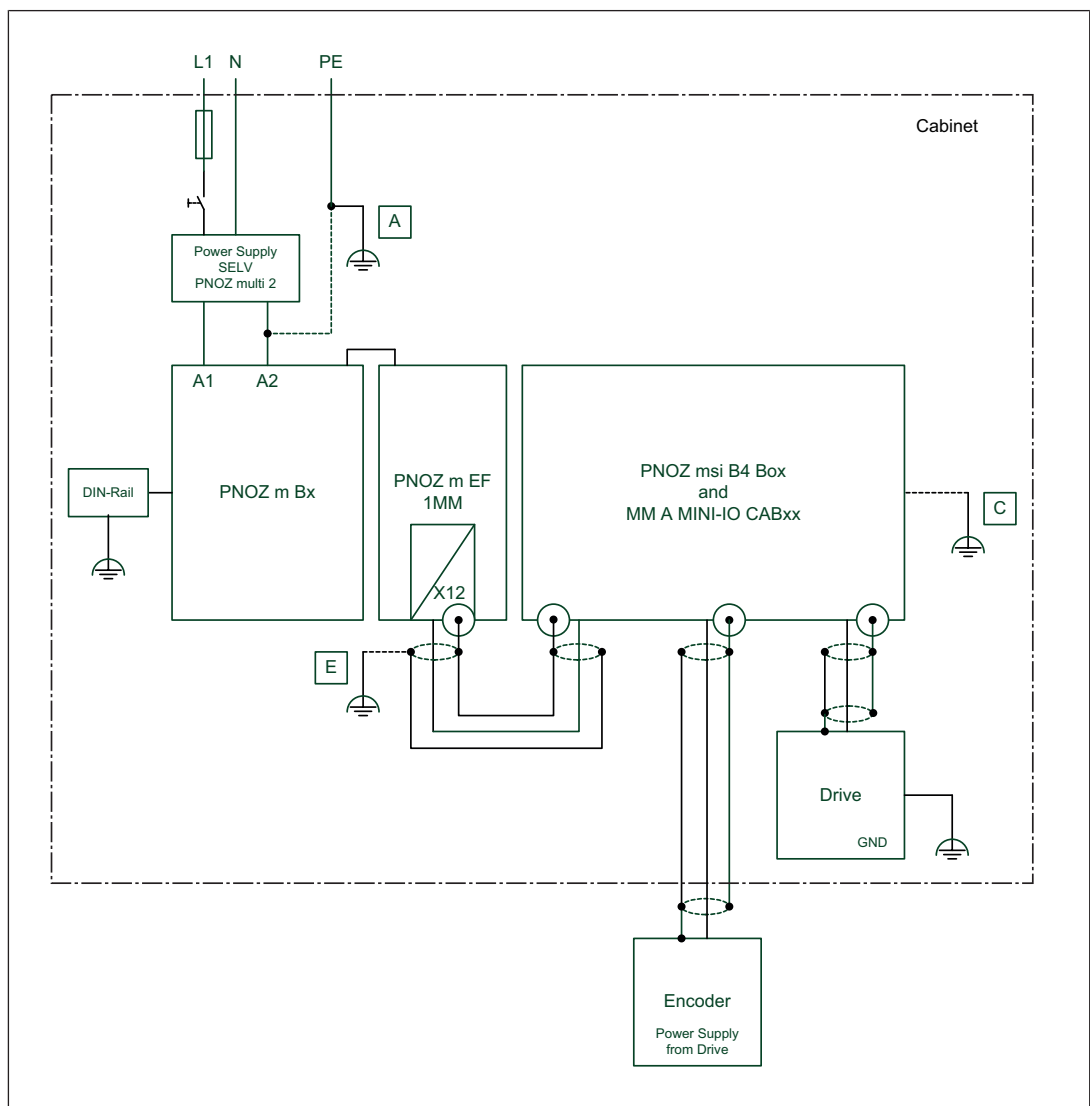 L1 N PE
Cabinet
A
Power Supply
SELV
PNOZ multi 2
A1 A2
DIN-Rail
PNOZ m Bx
PNOZ m EF
1MM
X12
PNOZ msi B4 Box
and
MM A MINI-IO CABxx
C
E
Drive
GND
Encoder
Power Supply
from Drive